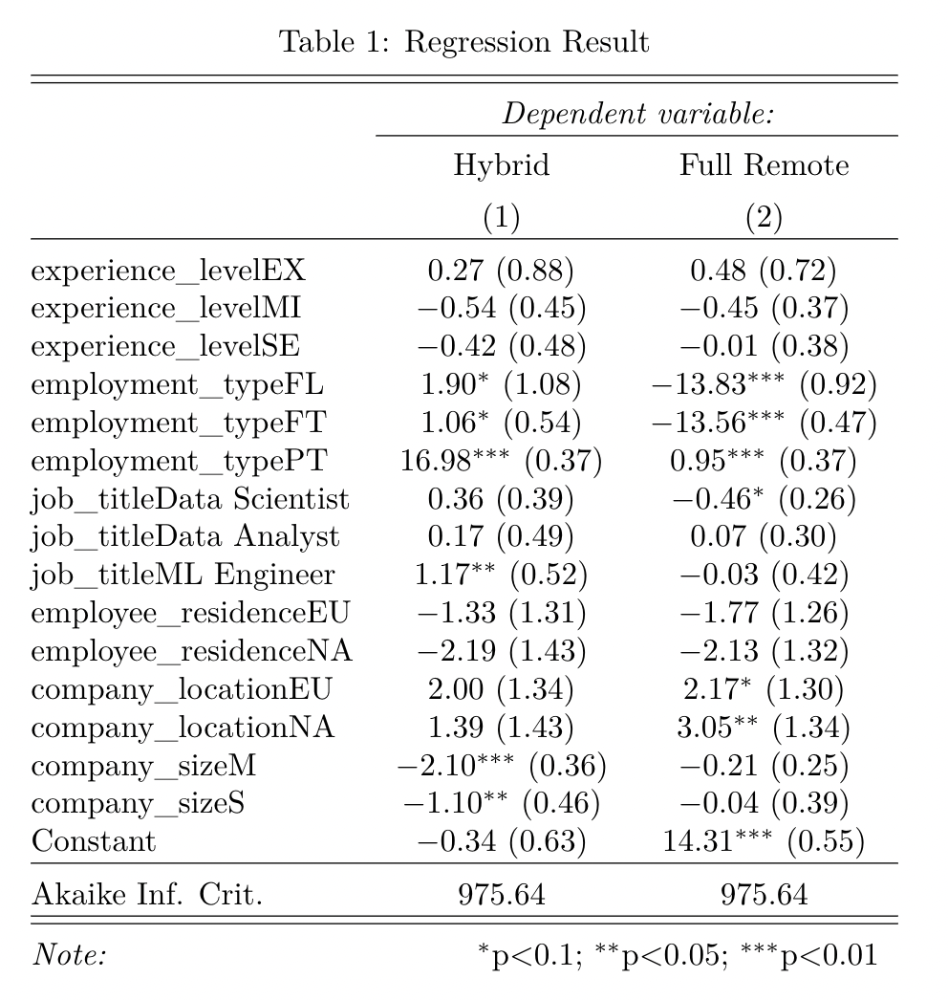 Table 1: Regression Result
Dependent variable:
Hybrid Full Remote
(1) (2)
experience_levelEX 0.27 (0.88) 0.48 (0.72)
experience_levelMI −0.54 (0.45) −0.45 (0.37)
experience_levelSE −0.42 (0.48) −0.01 (0.38)
employment_typeFL 1.90* (1.08) −13.83*** (0.92)
employment_typeFT 1.06* (0.54) −13.56*** (0.47)
employment_typePT 16.98*** (0.37) 0.95*** (0.37)
job_titleData Scientist 0.36 (0.39) −0.46* (0.26)
job_titleData Analyst 0.17 (0.49) 0.07 (0.30)
job_titleML Engineer 1.17** (0.52) −0.03 (0.42)
employee_residenceEU −1.33 (1.31) −1.77 (1.26)
employee_residenceNA −2.19 (1.43) −2.13 (1.32)
company_locationEU 2.00 (1.34) 2.17* (1.30)
company_locationNA 1.39 (1.43) 3.05** (1.34)
company_sizeM −2.10*** (0.36) −0.21 (0.25)
company_sizeS −1.10** (0.46) −0.04 (0.39)
Constant −0.34 (0.63) 14.31*** (0.55)
Akaike Inf. Crit. 975.64 975.64
Note: *p<0.1; **p<0.05; ***p<0.01